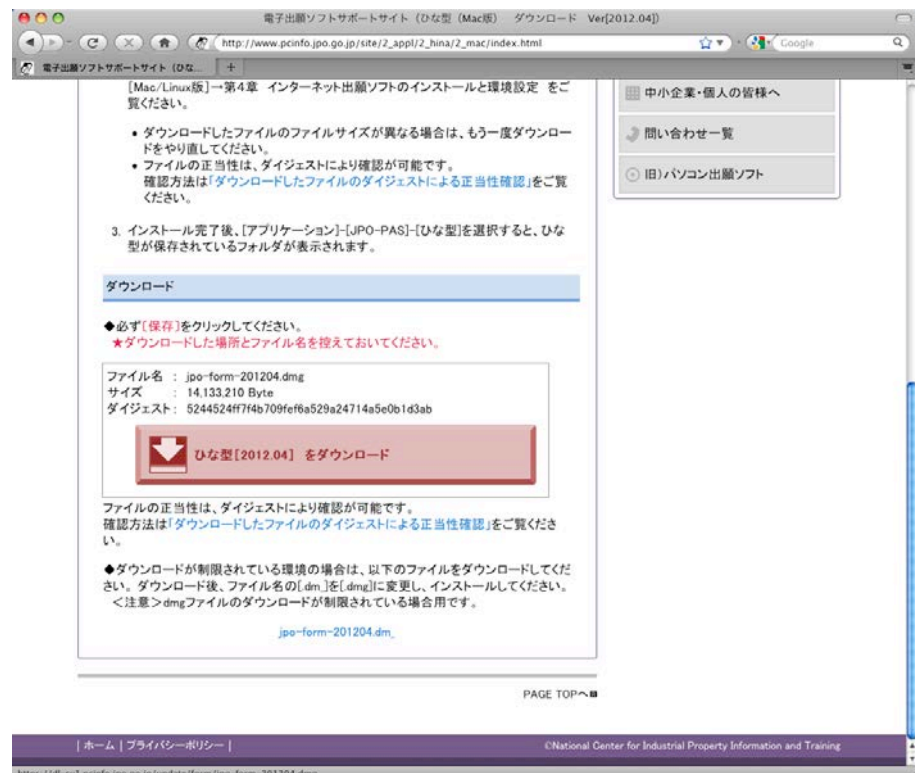 電子出願ソフトサポートサイト（ひな型（Mac版） ダウンロード Ver[2012.04]）
http://www.pcinfo.jpo.go.jp/site/2_appl/2_hina/2_mac/index.html
Google
電子出願ソフトサポートサイト（ひな...
[Mac/Linux版]→第4章 インターネット出願ソフトのインストールと環境設定 をご
覧ください。
• ダウンロードしたファイルのファイルサイズが異なる場合は、もう一度ダウンロー
ドをやり直してください。
• ファイルの正当性は、ダイジェストにより確認が可能です。
確認方法は「ダウンロードしたファイルのダイジェストによる正当性確認」をご覧
ください。
3. インストール完了後、[アプリケーション]-[JPO-PAS]-[ひな型]を選択すると、ひな
型が保存されているフォルダが表示されます。
中小企業・個人の皆様へ
問い合わせ一覧
旧）パソコン出願ソフト
ダウンロード
◆必ず[保存]をクリックしてください。
★ダウンロードした場所とファイル名を控えておいてください。
ファイル名 : jpo-form-201204.dmg
サイズ : 14,133,210 Byte
ダイジェスト: 5244524ff7f4b709fef6a529a24714a5e0b1d3ab
ひな型[2012.04] をダウンロード
ファイルの正当性は、ダイジェストにより確認が可能です。
確認方法は「ダウンロードしたファイルのダイジェストによる正当性確認」をご覧くださ
い。
◆ダウンロードが制限されている環境の場合は、以下のファイルをダウンロードしてくだ
さい。ダウンロード後、ファイル名の[.dm_]を[.dmg]に変更し、インストールしてください。
＜注意＞dmgファイルのダウンロードが制限されている場合用です。
jpo-form-201204.dm_
PAGE TOPへ
| ホーム | プライバシーポリシー |
©National Center for Industrial Property Information and Training